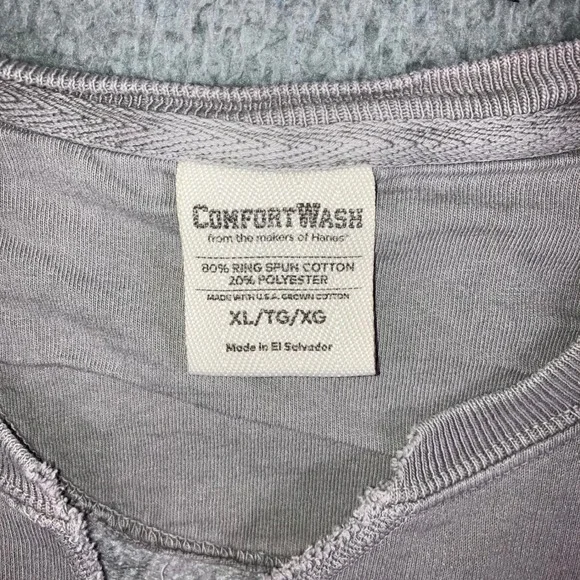 COMFORTWASH
from the makers of Hanes®
80% RING SPUN COTTON
20% POLYESTER
MADE WITH U.S.A. GROWN COTTON
XL/TG/XG
Made in El Salvador